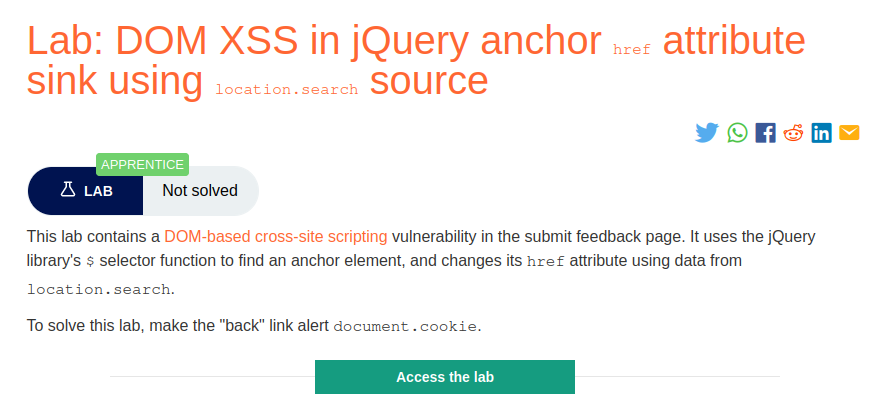 Lab: DOM XSS in jQuery anchor href attribute
sink using location.search source
APPRENTICE
LAB
Not solved
This lab contains a DOM-based cross-site scripting vulnerability in the submit feedback page. It uses the jQuery
library's $ selector function to find an anchor element, and changes its href attribute using data from
location.search.
To solve this lab, make the "back" link alert document.cookie.
Access the lab